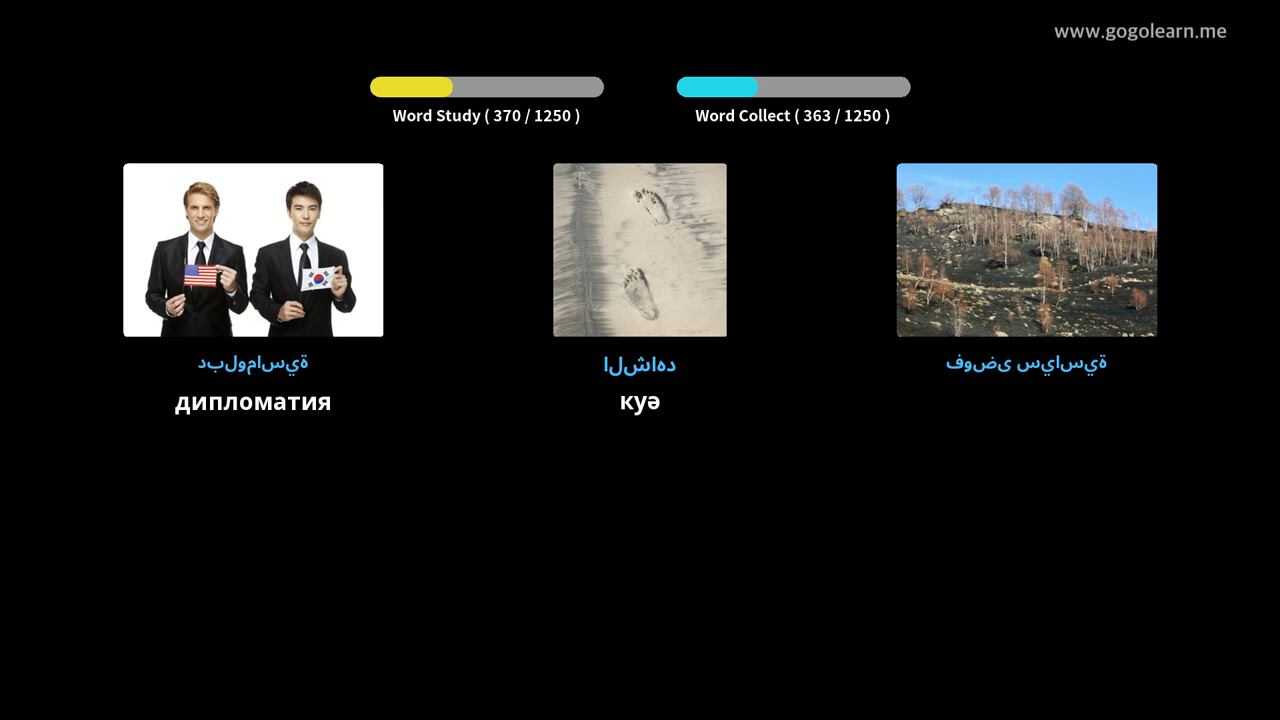 www.gogolearn.me
Word Study ( 370 / 1250 )
Word Collect ( 363 / 1250 )
دبلوماسية
الشاهد
فوضى سياسية
дипломатия
куә